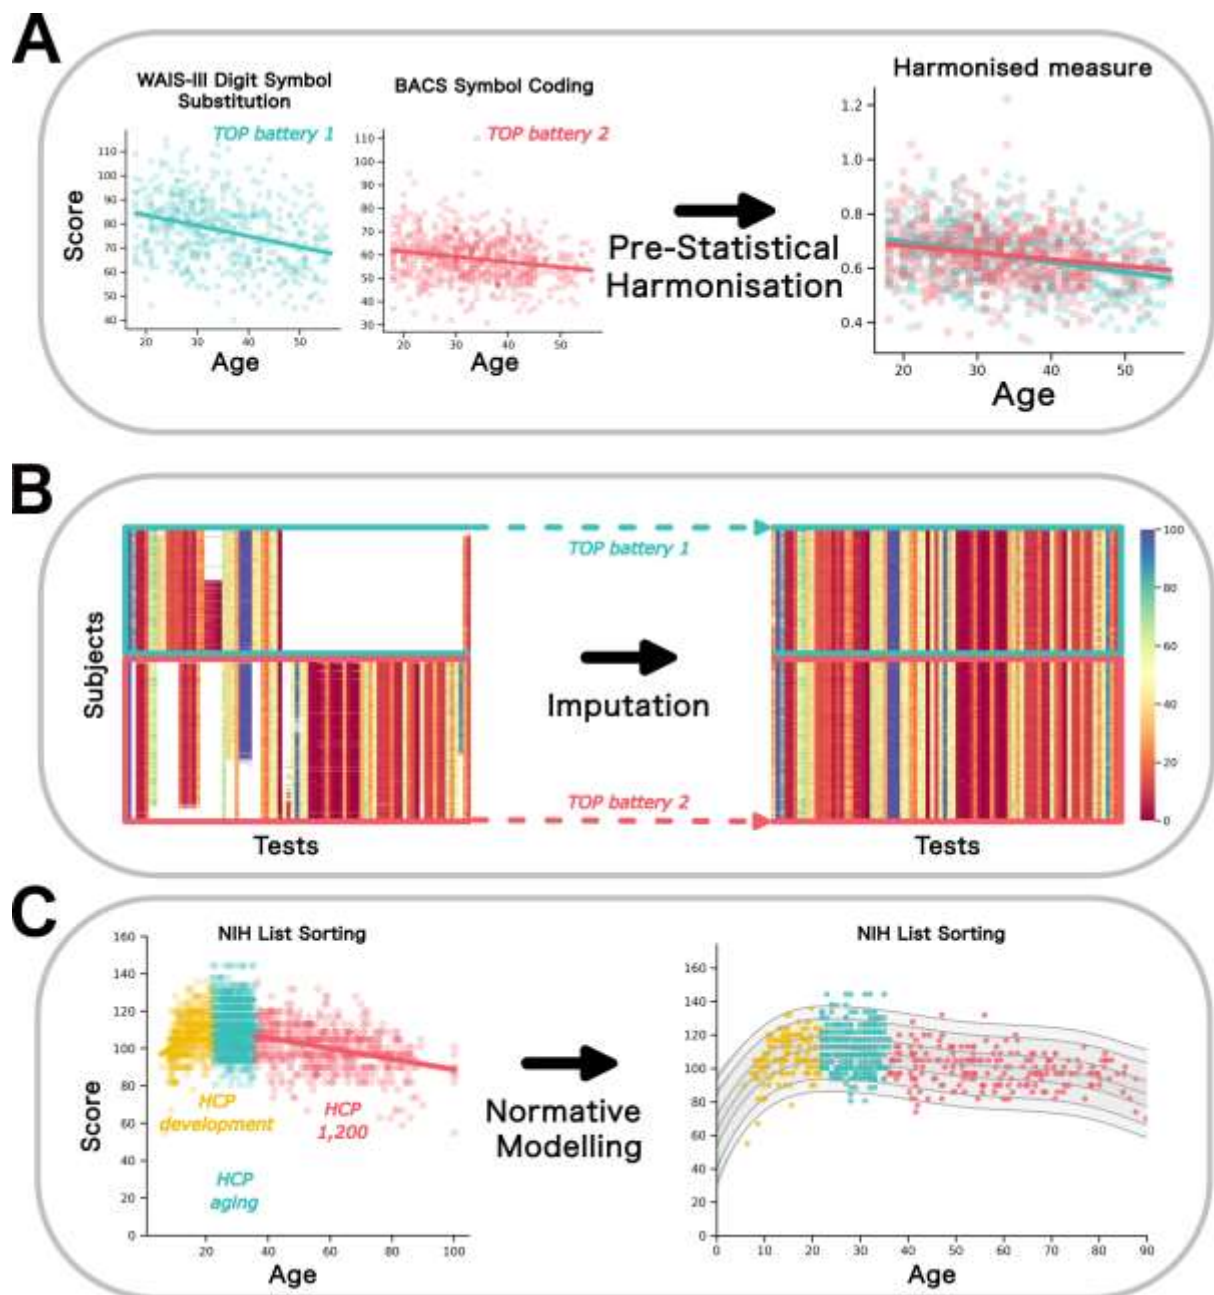 A
WAIS-III Digit Symbol
Substitution
TOP battery 1
Score
110
100
90
80
70
60
50
40
20
30
40
50
Age
BACS Symbol Coding
TOP battery 2
110
100
90
80
70
60
50
40
30
20
30
40
50
Age
Pre-Statistical
Harmonisation
Harmonised measure
1.2
1.0
0.8
0.6
0.4
20
30
40
50
Age
B
Subjects
Tests
TOP battery 1
Imputation
TOP battery 2
Tests
100
80
60
40
20
0
C
NIH List Sorting
Score
160
140
120
100
80
60
40
20
0
HCP
development
HCP
1,200
HCP
aging
20
40
60
80
100
Age
Normative
Modelling
NIH List Sorting
160
140
120
100
80
60
40
20
0
0
10
20
30
40
50
60
70
80
90
Age